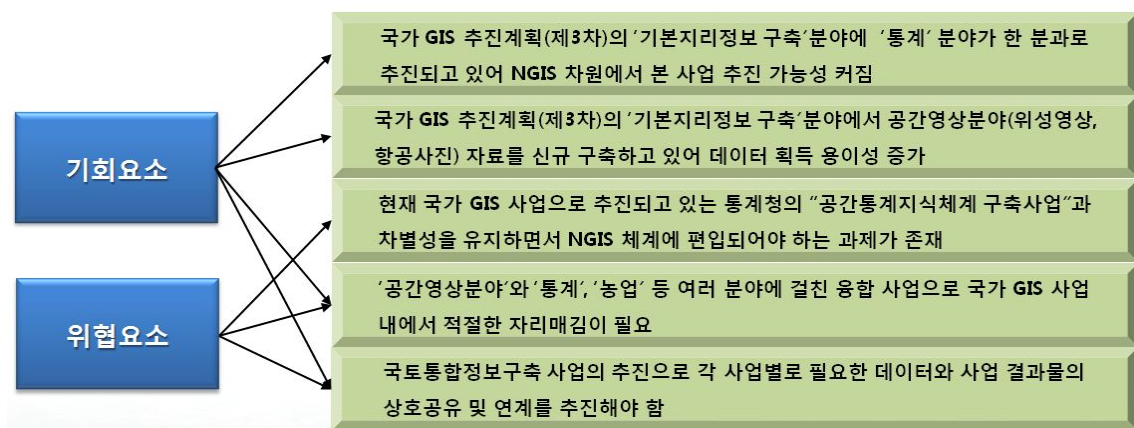 국가 GIS 추진계획(제3차)의 '기본지리정보 구축'분야에 '통계' 분야가 한 분과로
추진되고 있어 NGIS 차원에서 본 사업 추진 가능성 커짐
국가 GIS 추진계획(제3차)의 '기본지리정보 구축'분야에서 공간영상분야(위성영상,
항공사진) 자료를 신규 구축하고 있어 데이터 획득 용이성 증가
기회요소
현재 국가 GIS 사업으로 추진되고 있는 통계청의 "공간통계지식체계 구축사업"과
차별성을 유지하면서 NGIS 체계에 편입되어야 하는 과제가 존재
'공간영상분야'와 '통계', '농업' 등 여러 분야에 걸친 융합 사업으로 국가 GIS 사업
내에서 적절한 자리매김이 필요
위협요소
국토통합정보구축 사업의 추진으로 각 사업별로 필요한 데이터와 사업 결과물의
상호공유 및 연계를 추진해야 함